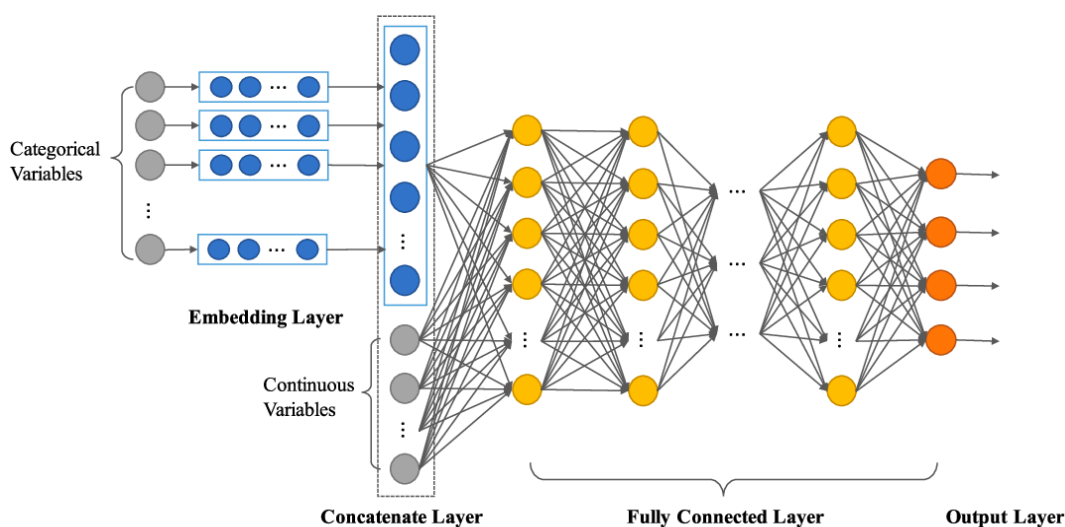 Categorical
Variables
Embedding Layer
Continuous
Variables
Concatenate Layer
Fully Connected Layer
Output Layer